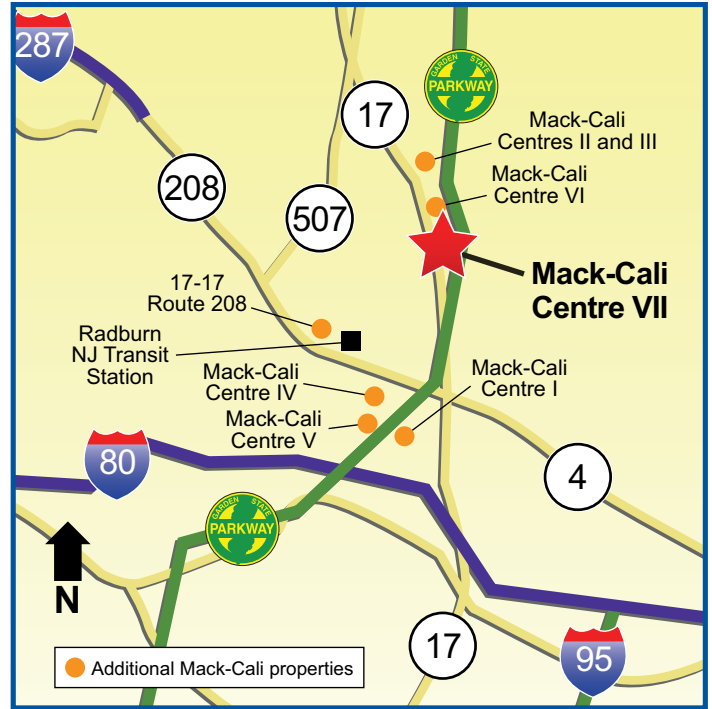 287
GARDEN STATE
PARKWAY
17
Mack-Cali
Centres II and III
208
Mack-Cali
Centre VI
507
Mack-Cali
Centre VII
17-17
Route 208
Radburn
NJ Transit
Station
Mack-Cali
Centre IV
Mack-Cali
Centre I
Mack-Cali
Centre V
80
4
GARDEN STATE
PARKWAY
N
17
95
Additional Mack-Cali properties